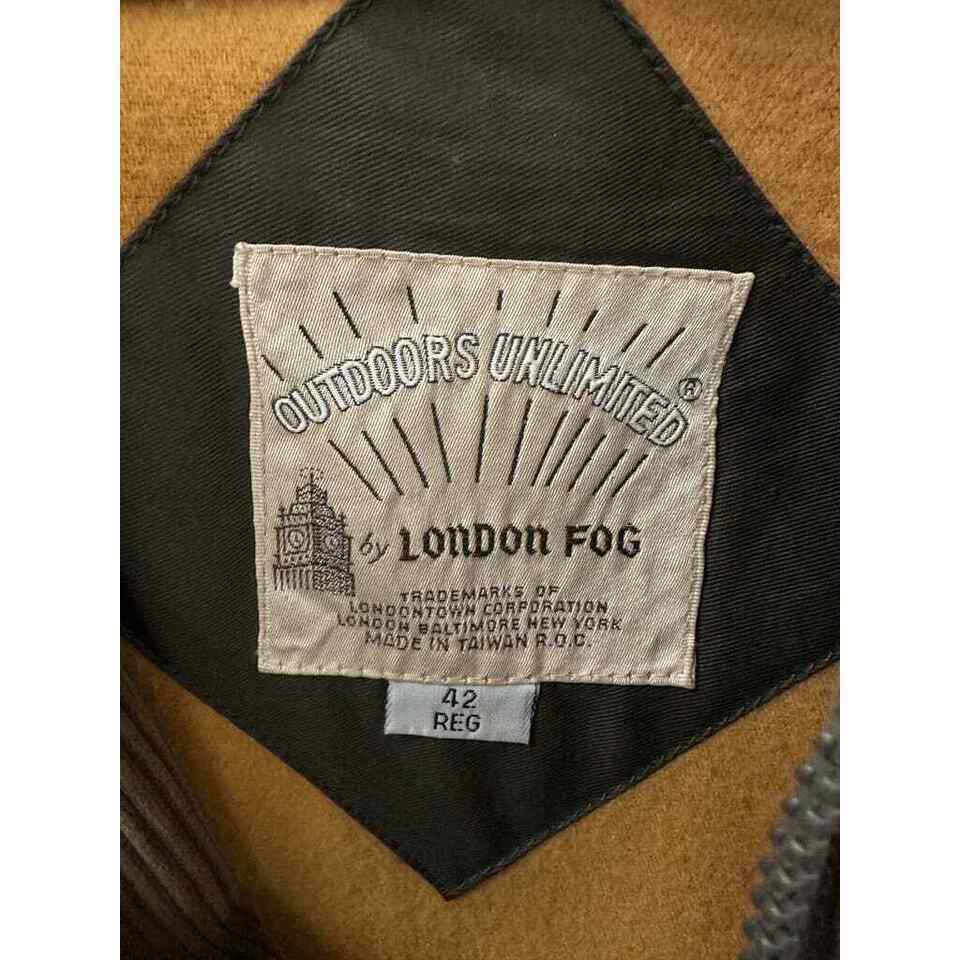 OUTDOORS UNLIMITED ®
by LONDON FOG
TRADEMARKS OF
LONDONTOWN CORPORATION
LONDON BALTIMORE NEW YORK
MADE IN TAIWAN R.O.C.
42
REG